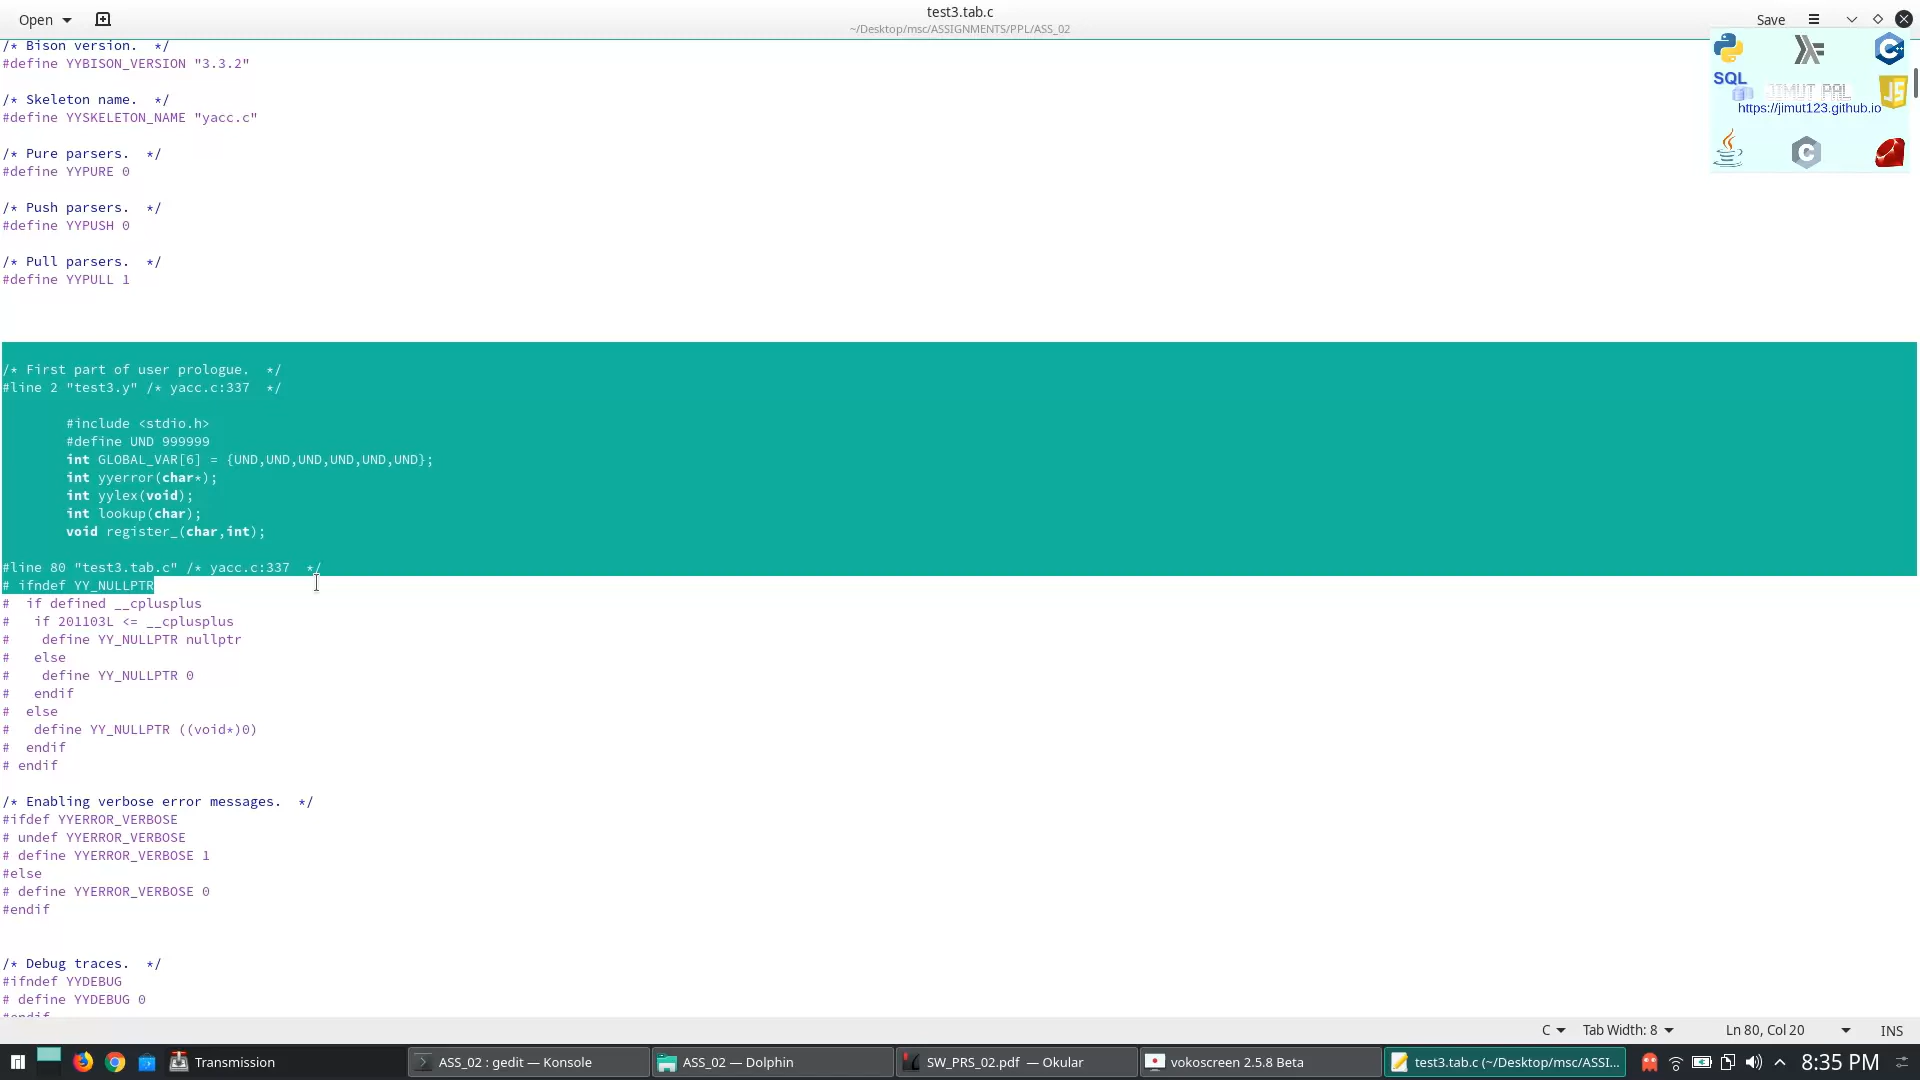 Open
test3.tab.c
~/Desktop/msc/ASSIGNMENTS/PPL/ASS_02
Save
SQL
JIMUT PAL
JS
https://jimut123.github.io
C
/* Bison version.  */
#define YYBISON_VERSION "3.3.2"
/* Skeleton name.  */
#define YYSKELETON_NAME "yacc.c"
/* Pure parsers.  */
#define YYPURE 0
/* Push parsers.  */
#define YYPUSH 0
/* Pull parsers.  */
#define YYPULL 1
/* First part of user prologue.  */
#line 2 "test3.y" /* yacc.c:337  */
#include <stdio.h>
#define UND 999999
int GLOBAL_VAR[6] = {UND,UND,UND,UND,UND,UND};
int yyerror(char*);
int yylex(void);
int lookup(char);
void register_(char,int);
#line 80 "test3.tab.c" /* yacc.c:337  */
# ifndef YY_NULLPTR
#  if defined __cplusplus
#   if 201103L <= __cplusplus
#    define YY_NULLPTR nullptr
#   else
#    define YY_NULLPTR 0
#   endif
#  else
#   define YY_NULLPTR ((void*)0)
#  endif
# endif
/* Enabling verbose error messages.  */
#ifdef YYERROR_VERBOSE
# undef YYERROR_VERBOSE
# define YYERROR_VERBOSE 1
#else
# define YYERROR_VERBOSE 0
#endif
/* Debug traces.  */
#ifndef YYDEBUG
# define YYDEBUG 0
#endif
C
Tab Width: 8
Ln 80, Col 20
INS
Transmission
ASS_02 : gedit — Konsole
ASS_02 — Dolphin
SW_PRS_02.pdf — Okular
vokoscreen 2.5.8 Beta
test3.tab.c (~/Desktop/msc/ASSI...
8:35 PM